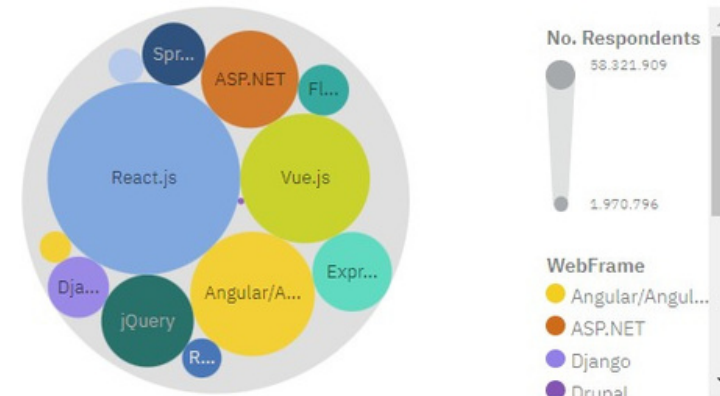 Spr...
ASP.NET
Fl...
React.js
Vue.js
Dja...
jQuery
Angular/A...
Expr...
R...
No. Respondents
58.321.909
1.970.796
WebFrame
Angular/Angul...
ASP.NET
Django
Drupal